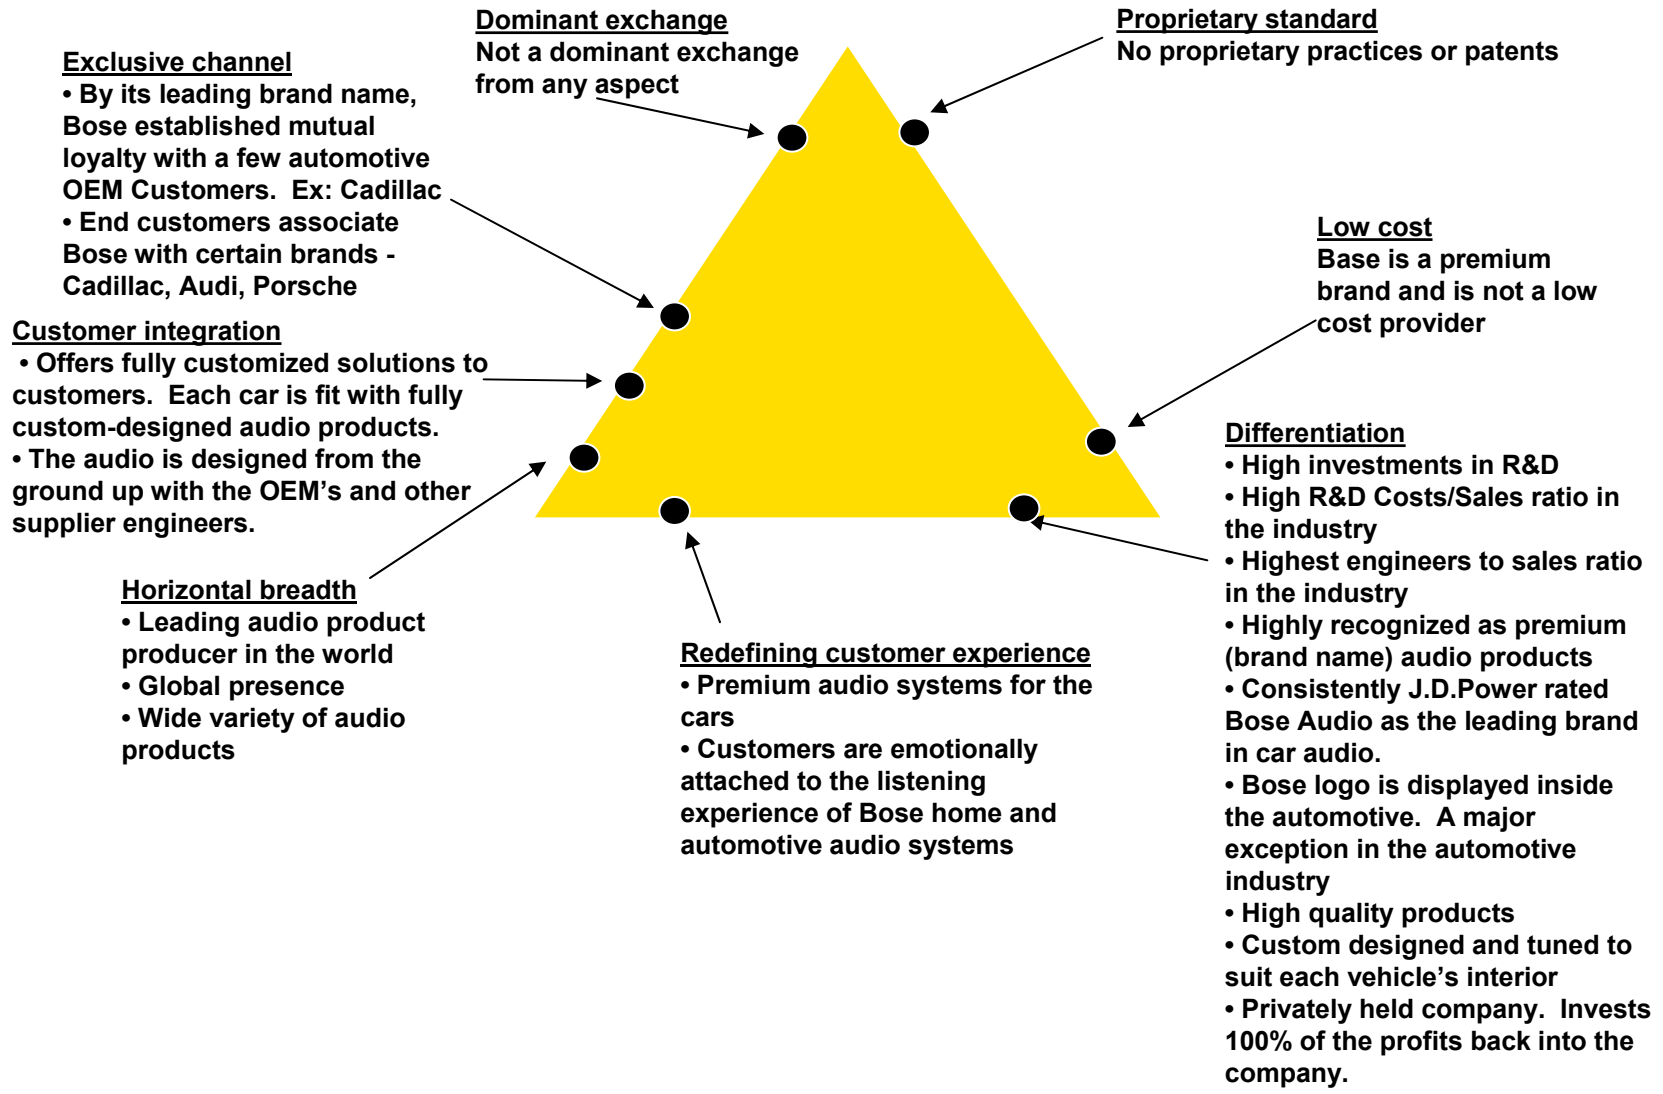 Dominant exchange
Not a dominant exchange
from any aspect
Proprietary standard
No proprietary practices or patents
Exclusive channel
• By its leading brand name,
Bose established mutual
loyalty with a few automotive
OEM Customers.  Ex: Cadillac
• End customers associate
Bose with certain brands -
Cadillac, Audi, Porsche
Low cost
Base is a premium
brand and is not a low
cost provider
Customer integration
• Offers fully customized solutions to
customers.  Each car is fit with fully
custom-designed audio products.
• The audio is designed from the
ground up with the OEM's and other
supplier engineers.
Horizontal breadth
• Leading audio product
producer in the world
• Global presence
• Wide variety of audio
products
Redefining customer experience
• Premium audio systems for the
cars
• Customers are emotionally
attached to the listening
experience of Bose home and
automotive audio systems
Differentiation
• High investments in R&D
• High R&D Costs/Sales ratio in
the industry
• Highest engineers to sales ratio
in the industry
• Highly recognized as premium
(brand name) audio products
• Consistently J.D.Power rated
Bose Audio as the leading brand
in car audio.
• Bose logo is displayed inside
the automotive.  A major
exception in the automotive
industry
• High quality products
• Custom designed and tuned to
suit each vehicle's interior
• Privately held company.  Invests
100% of the profits back into the
company.